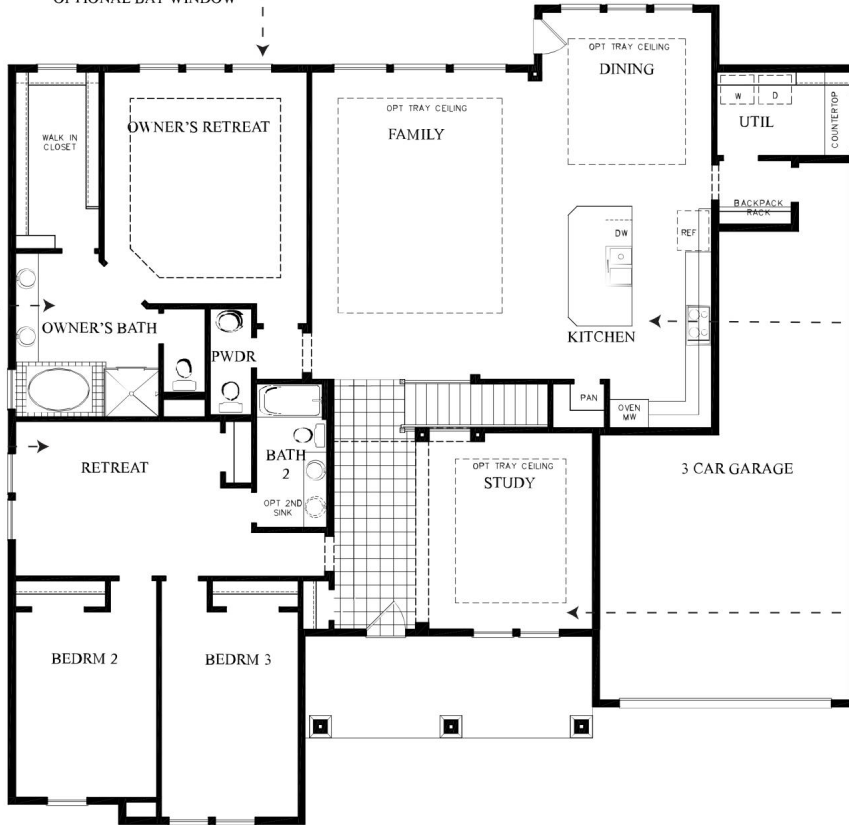 OPTIONAL BAY WINDOW
OPT TRAY CEILING
DINING
W
D
UTIL
COUNTERTOP
WALK IN
CLOSET
OWNER'S RETREAT
OPT TRAY CEILING
FAMILY
BACKPACK
RACK
DW
REF
OWNER'S BATH
PWDR
KITCHEN
PAN
OVEN
MW
RETREAT
BATH
2
OPT 2ND
SINK
OPT TRAY CEILING
STUDY
3 CAR GARAGE
BEDRM 2
BEDRM 3